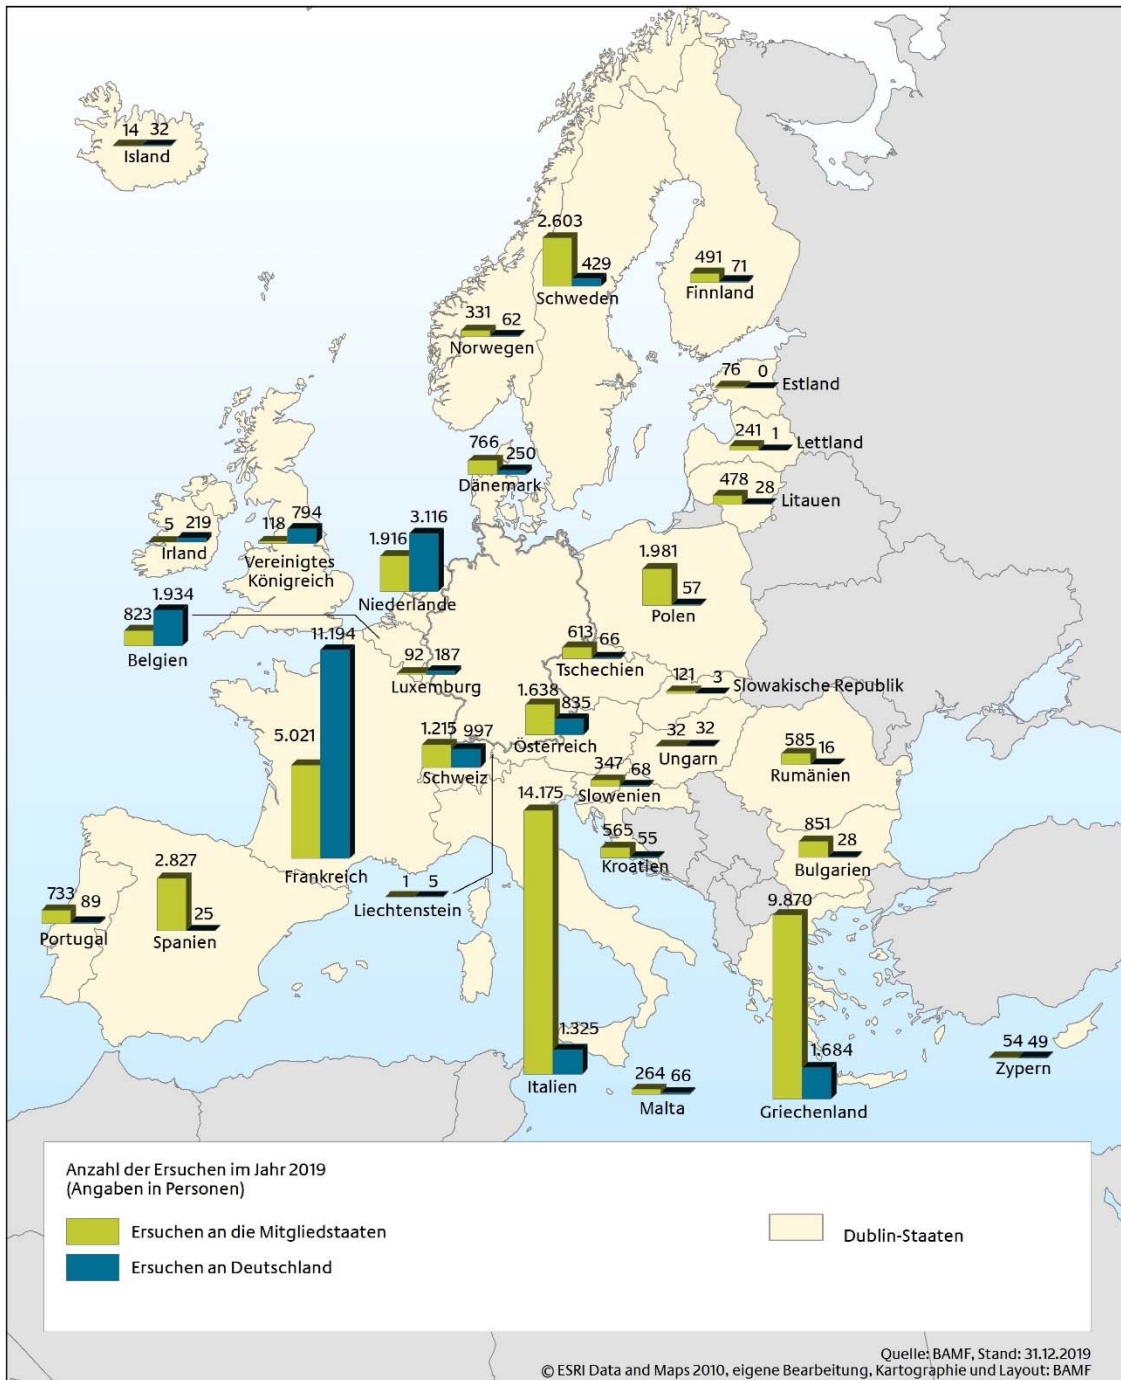 14 32
Island
2.603
429
Schweden
491 71
Finnland
331 62
Norwegen
76 0
Estland
241 1
Lettland
766 250
Dänemark
478 28
Litauen
5 219
Irland
118 794
Vereinigtes
Königreich
1.916 3.116
Niederlande
1.981
57
Polen
823 1.934
Belgien
92 187
Luxemburg
613 66
Tschechien
121 3
Slowakische Republik
5.021 11.194
Frankreich
1.215 997
Schweiz
1.638
835
Österreich
32 32
Ungarn
585 16
Rumänien
347 68
Slowenien
565 55
Kroatien
851 28
Bulgarien
733 89
Portugal
2.827
25
Spanien
1 5
Liechtenstein
14.175
1.325
Italien
264 66
Malta
9.870
1.684
Griechenland
54 49
Zypern
Anzahl der Ersuchen im Jahr 2019
(Angaben in Personen)
Ersuchen an die Mitgliedstaaten
Ersuchen an Deutschland
Dublin-Staaten
Quelle: BAMF, Stand: 31.12.2019
© ESRI Data and Maps 2010, eigene Bearbeitung, Kartographie und Layout: BAMF